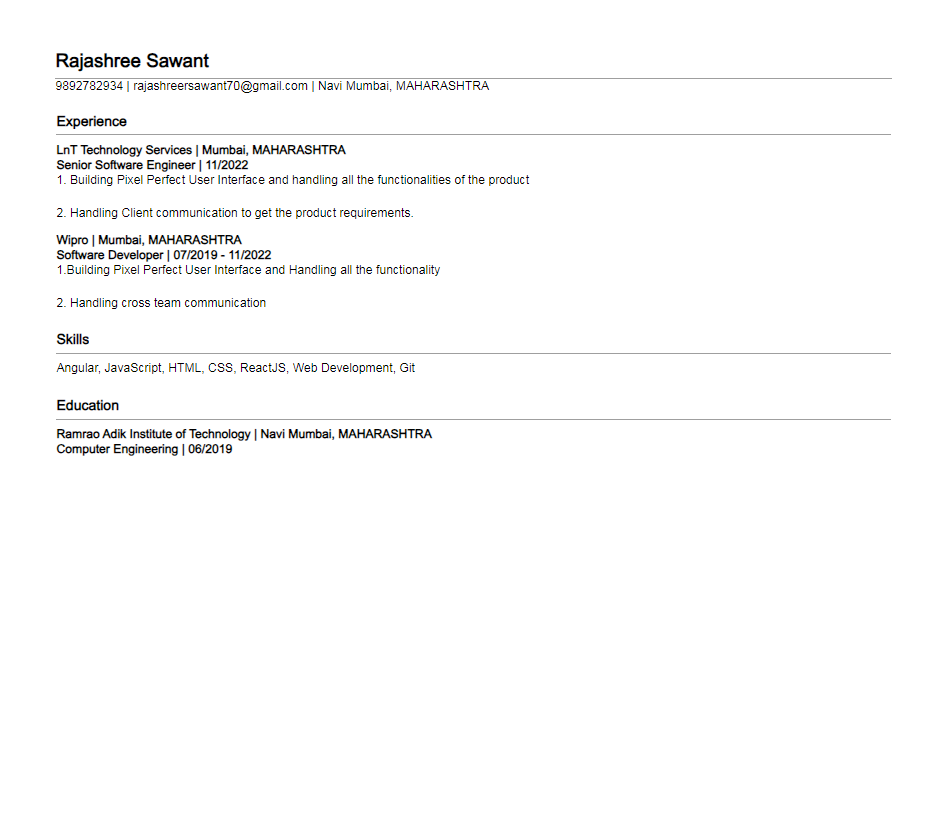 Rajashree Sawant
9892782934 | rajashreersawant70@gmail.com | Navi Mumbai, MAHARASHTRA
Experience
LnT Technology Services | Mumbai, MAHARASHTRA
Senior Software Engineer | 11/2022
1. Building Pixel Perfect User Interface and handling all the functionalities of the product
2. Handling Client communication to get the product requirements.
Wipro | Mumbai, MAHARASHTRA
Software Developer | 07/2019 - 11/2022
1.Building Pixel Perfect User Interface and Handling all the functionality
2. Handling cross team communication
Skills
Angular, JavaScript, HTML, CSS, ReactJS, Web Development, Git
Education
Ramrao Adik Institute of Technology | Navi Mumbai, MAHARASHTRA
Computer Engineering | 06/2019